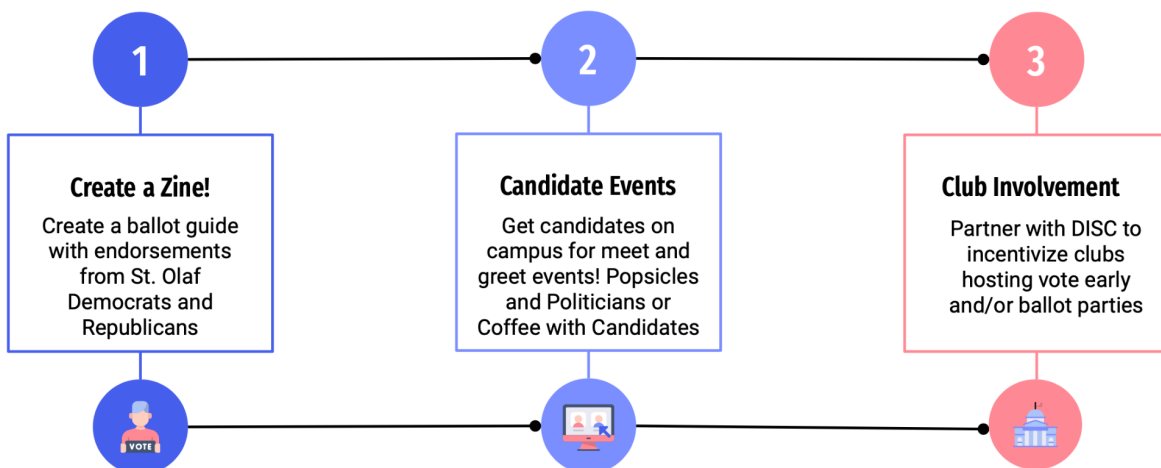 1
2
3
Create a Zine!
Create a ballot guide
with endorsements
from St. Olaf
Democrats and
Republicans
Candidate Events
Get candidates on
campus for meet and
greet events! Popsicles
and Politicians or
Coffee with Candidates
Club Involvement
Partner with DISC to
incentivize clubs
hosting vote early
and/or ballot parties
VOTE